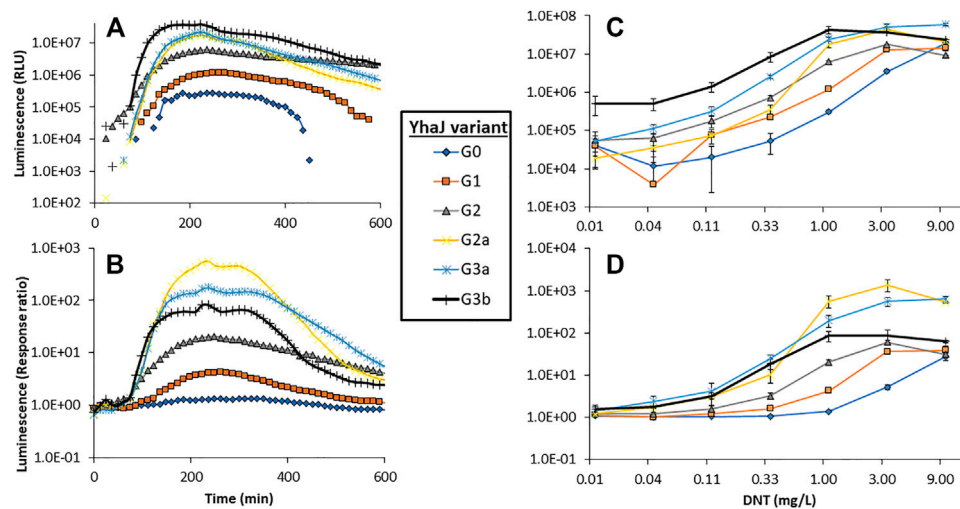 A
Luminescence (RLU)
1.0E+07
1.0E+06
1.0E+05
1.0E+04
1.0E+03
1.0E+02
0 200 400 600
B
Luminescence (Response ratio)
1.0E+03
1.0E+02
1.0E+01
1.0E+00
1.0E-01
0 200 400 600
Time (min)
YhaJ variant
G0
G1
G2
G2a
G3a
G3b
C
1.0E+08
1.0E+07
1.0E+06
1.0E+05
1.0E+04
1.0E+03
0.01 0.04 0.11 0.33 1.00 3.00 9.00
D
1.0E+04
1.0E+03
1.0E+02
1.0E+01
1.0E+00
1.0E-01
0.01 0.04 0.11 0.33 1.00 3.00 9.00
DNT (mg/L)